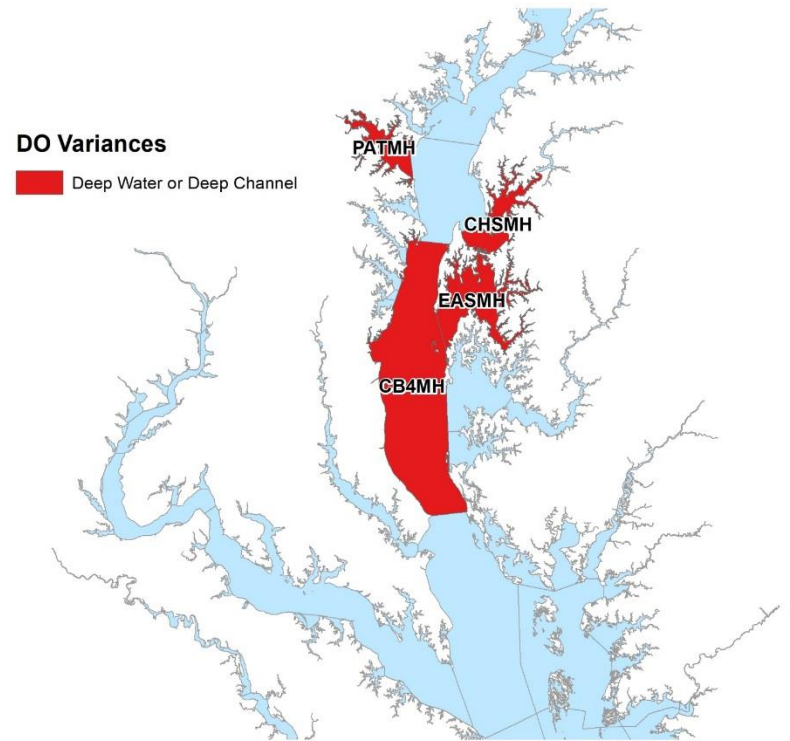 PATMH
DO Variances
Deep Water or Deep Channel
CHSMH
EASMH
CB4MH